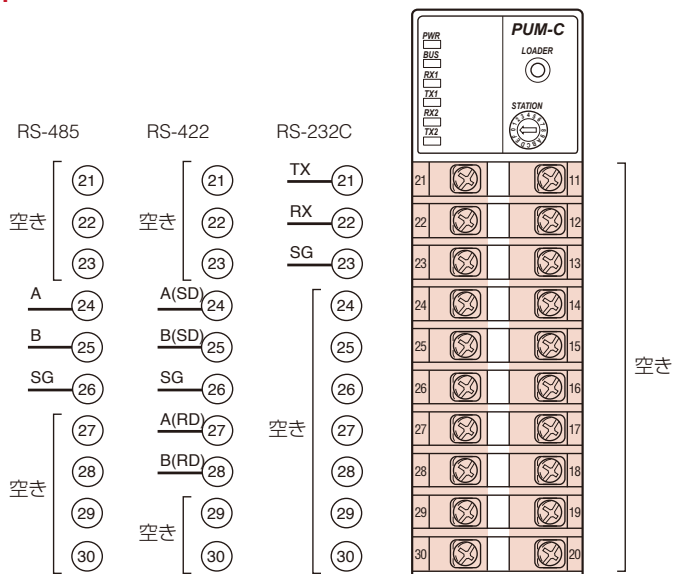 RS-485
空き
21
22
23
A 24
B 25
SG 26
空き
27
28
29
30
RS-422
空き
21
22
23
A(SD) 24
B(SD) 25
SG 26
A(RD) 27
B(RD) 28
空き
29
30
RS-232C
TX 21
RX 22
SG 23
空き
24
25
26
27
28
29
30
PWR
BUS
RX1
TX1
RX2
TX2
PUM-C
LOADER
STATION
21 11
22 12
23 13
24 14
25 15
26 16
27 17
28 18
29 19
30 20
空き